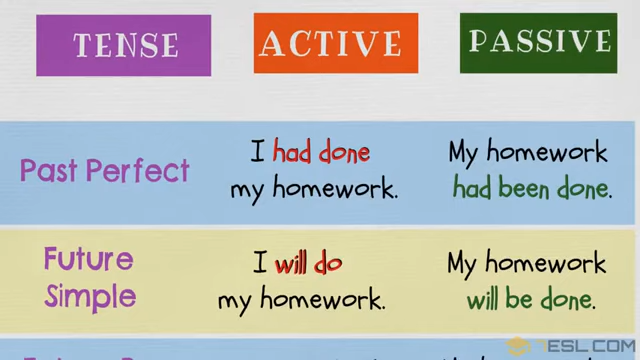 TENSE
ACTIVE
PASSIVE
Past Perfect
I had done
my homework.
My homework
had been done.
Future
Simple
I will do
my homework.
My homework
will be done.
ESL.COM